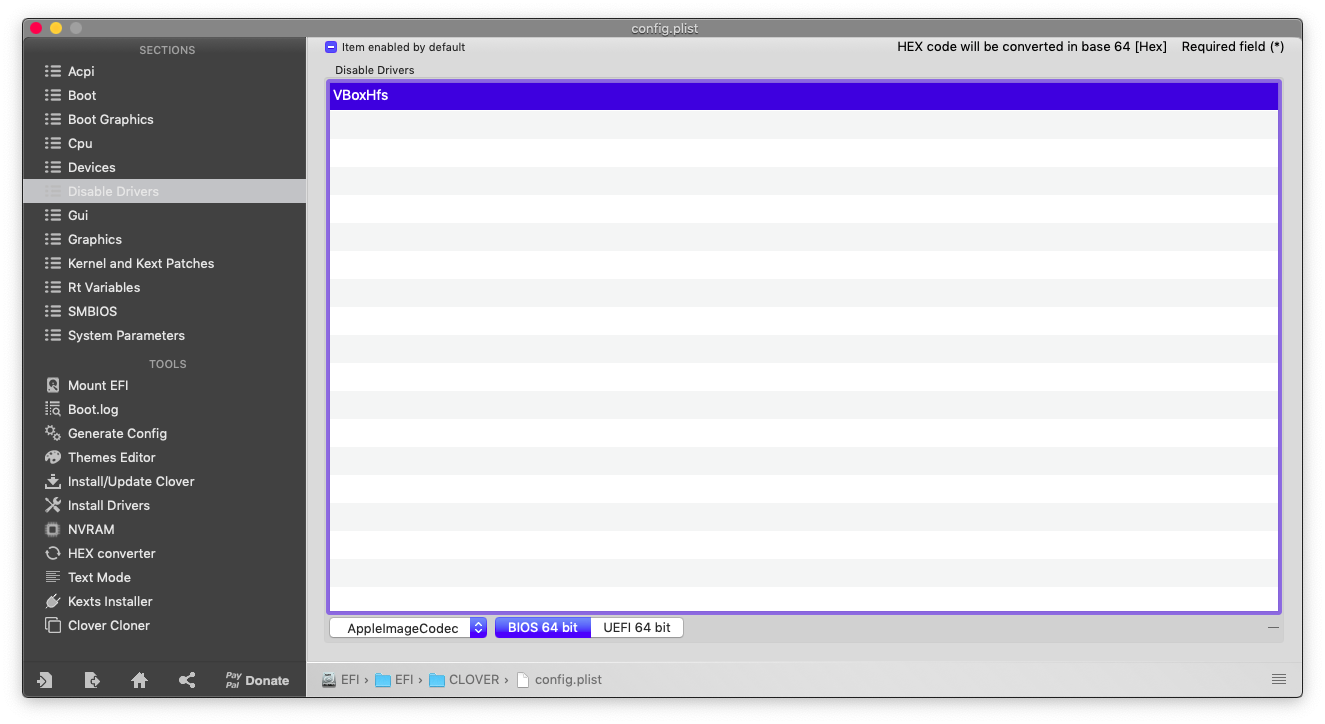 config.plist
SECTIONS
Acpi
Boot
Boot Graphics
Cpu
Devices
Disable Drivers
Gui
Graphics
Kernel and Kext Patches
Rt Variables
SMBIOS
System Parameters
TOOLS
Mount EFI
Boot.log
Generate Config
Themes Editor
Install/Update Clover
Install Drivers
NVRAM
HEX converter
Text Mode
Kexts Installer
Clover Cloner
Pay
Pal
Donate
Item enabled by default
HEX code will be converted in base 64 [Hex] Required field (*)
Disable Drivers
VBoxHfs
AppleImageCodec
BIOS 64 bit
UEFI 64 bit
EFI › EFI › CLOVER › config.plist